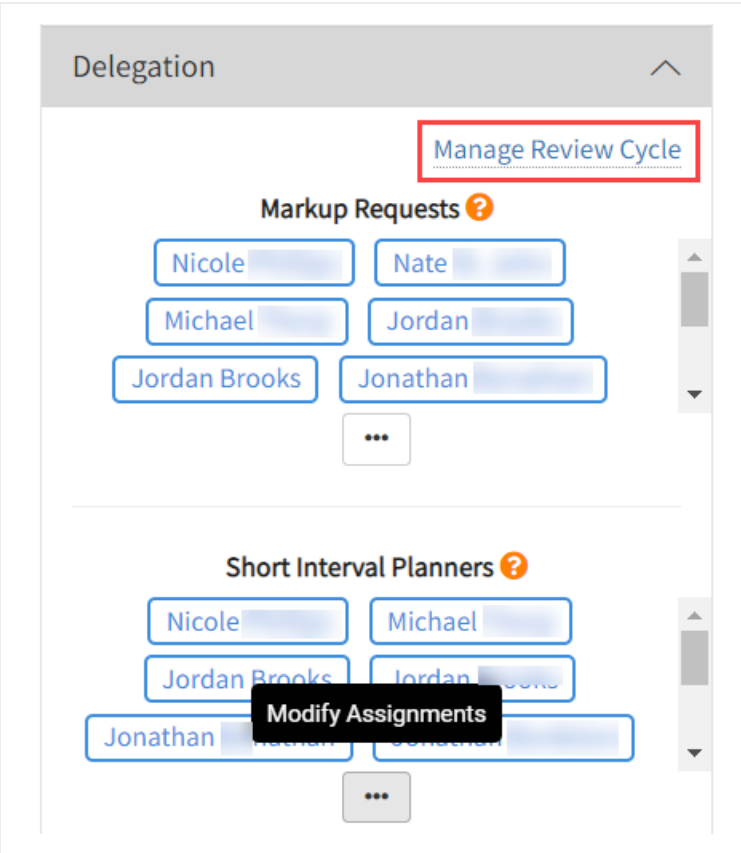 Delegation
Manage Review Cycle
Markup Requests ?
Nicole Nate
Michael Jordan
Jordan Brooks Jonathan
•••
Short Interval Planners ?
Nicole Michael
Jordan Brooks Jordan
Modify Assignments
Jonathan Jonathan
•••